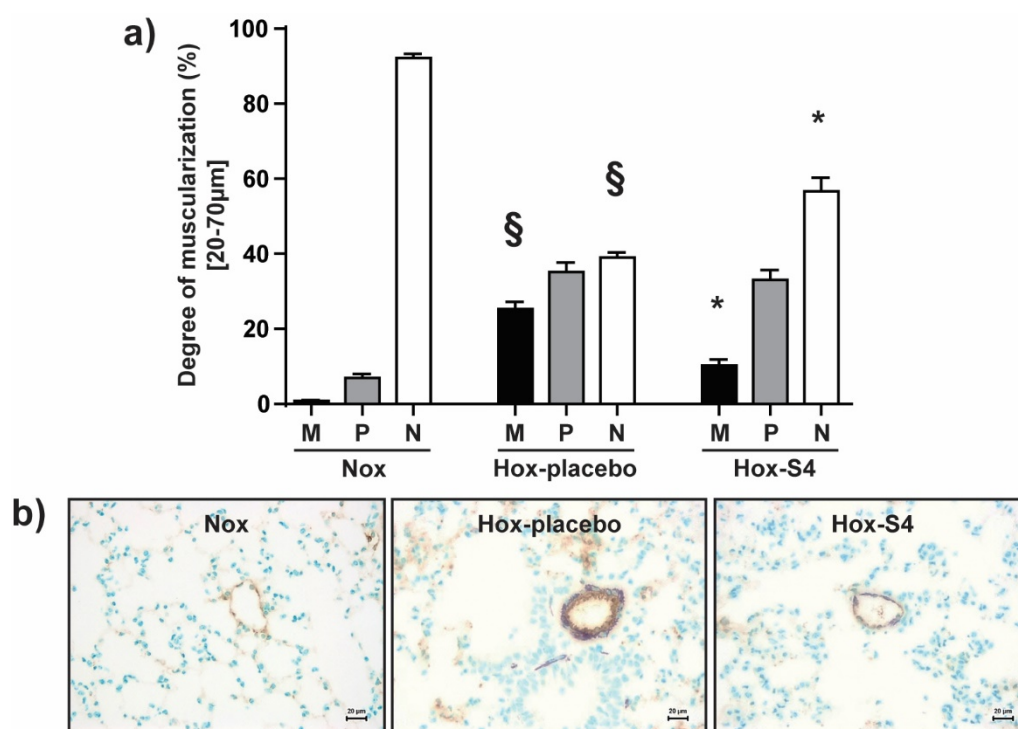 a)
Degree of muscularization (%)
[20-70µm]
100
80
60
40
20
0
§
§
*
*
M P N M P N M P N
Nox Hox-placebo Hox-S4
b)
Nox Hox-placebo Hox-S4
20 µm 20 µm 20 µm